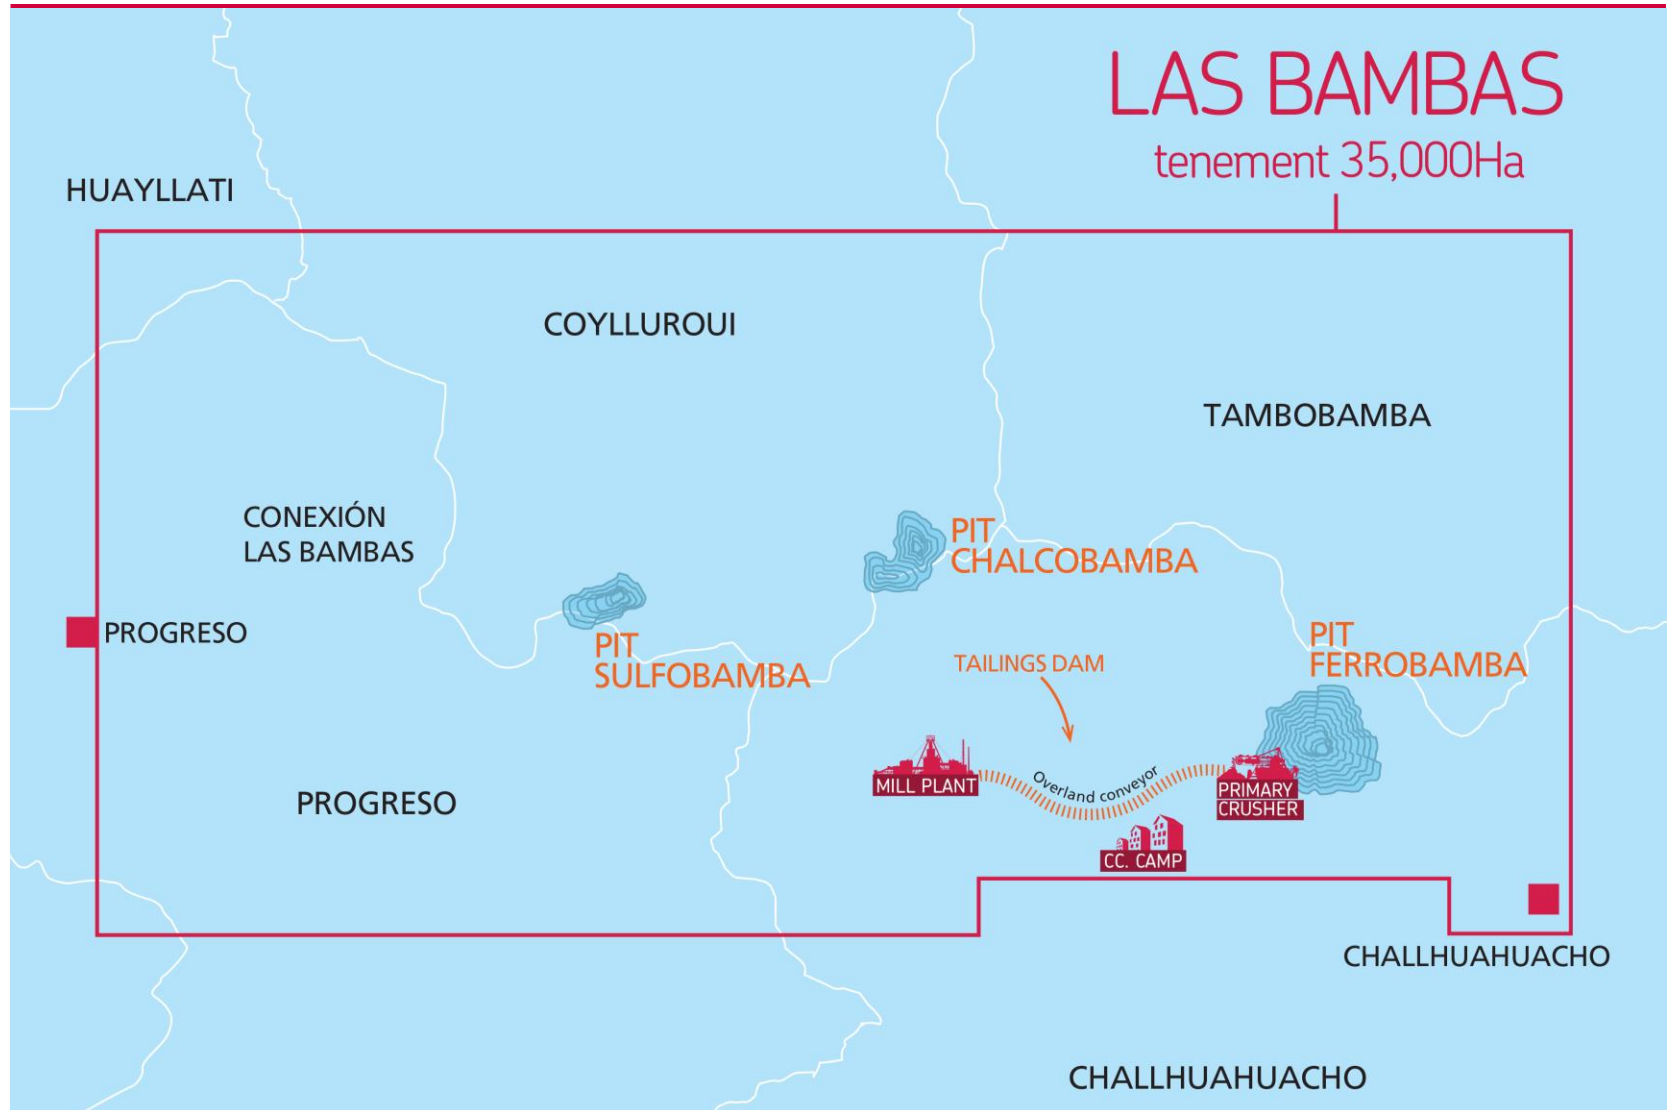 LAS BAMBAS
tenement 35,000Ha
HUAYLLATI
COYLLUROUI
TAMBOBAMBA
CONEXIÓN
LAS BAMBAS
PIT
CHALCOBAMBA
PROGRESO
PIT
SULFOBAMBA
PIT
FERROBAMBA
TAILINGS DAM
MILL PLANT
Overland conveyor
PRIMARY
CRUSHER
PROGRESO
CC. CAMP
CHALLHUAHUACHO
CHALLHUAHUACHO